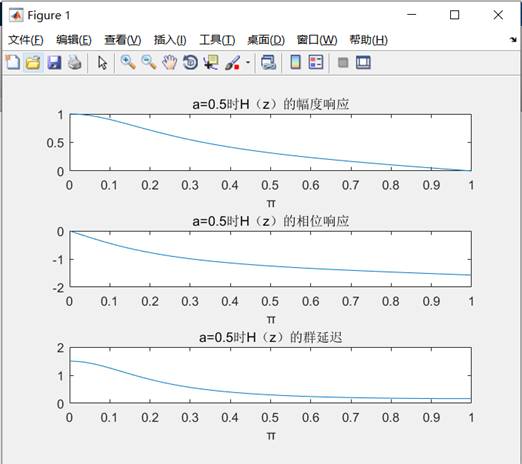 Figure 1
文件(F) 编辑(E) 查看(V) 插入(I) 工具(T) 桌面(D) 窗口(W) 帮助(H)
a=0.5时H（z）的幅度响应
1
0.5
0
0 0.1 0.2 0.3 0.4 0.5 0.6 0.7 0.8 0.9 1
π
a=0.5时H（z）的相位响应
0
-1
-2
0 0.1 0.2 0.3 0.4 0.5 0.6 0.7 0.8 0.9 1
π
a=0.5时H（z）的群延迟
2
1
0
0 0.1 0.2 0.3 0.4 0.5 0.6 0.7 0.8 0.9 1
π